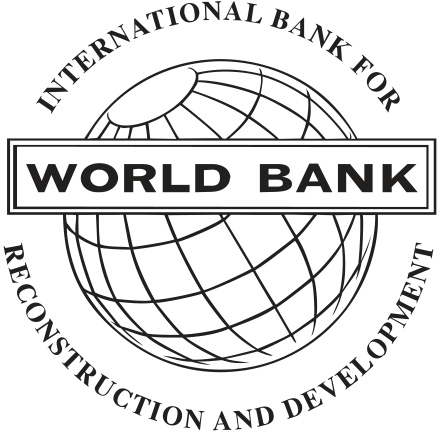 INTERNATIONAL BANK FOR
WORLD BANK
RECONSTRUCTION AND DEVELOPMENT